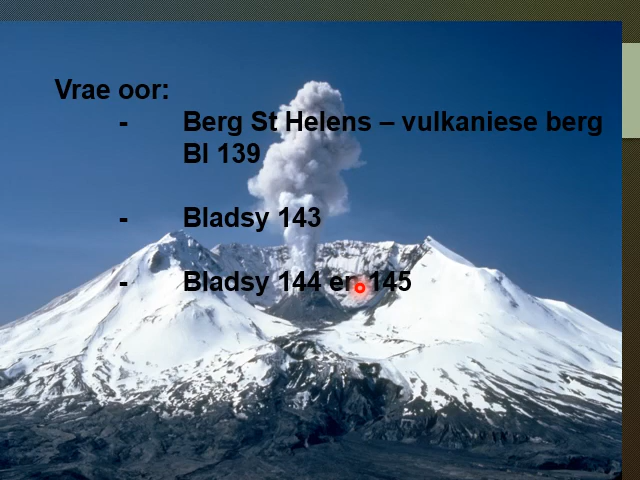 Vrae oor:
- Berg St Helens – vulkaniese berg
Bl 139
- Bladsy 143
- Bladsy 144 en 145